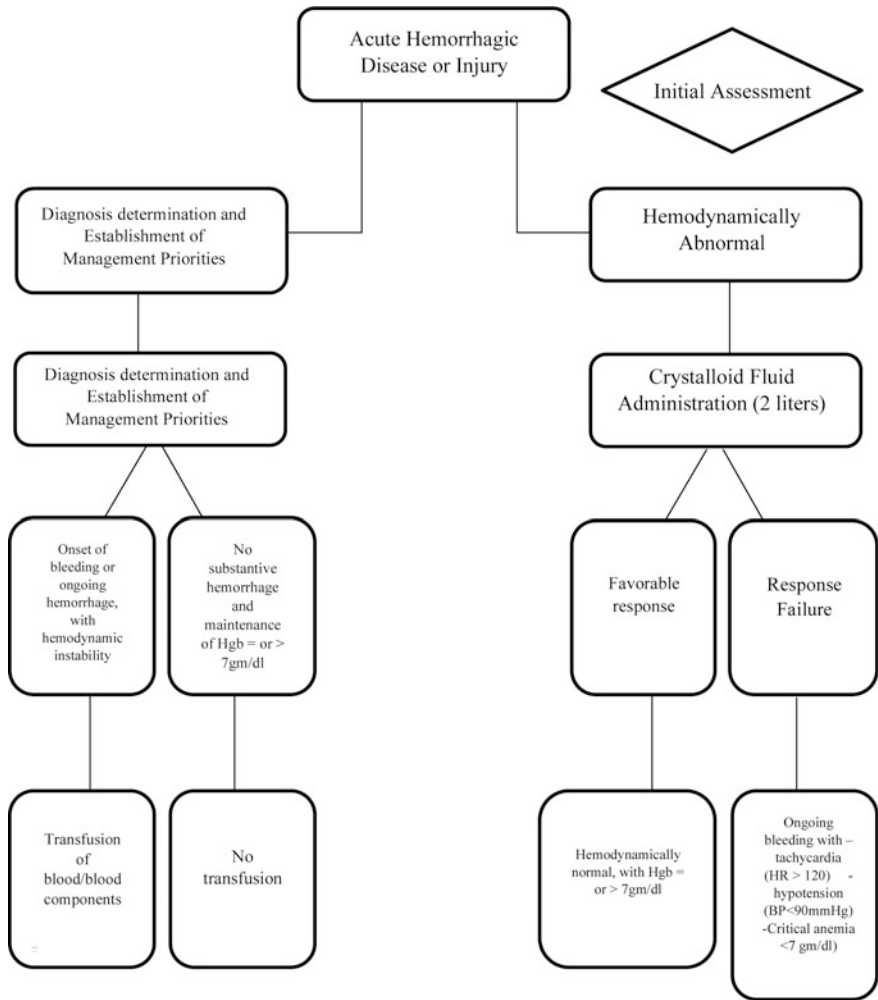 Acute Hemorrhagic
Disease or Injury
Initial Assessment
Diagnosis determination and
Establishment of
Management Priorities
Hemodynamically
Abnormal
Diagnosis determination and
Establishment of
Management Priorities
Crystalloid Fluid
Administration (2 liters)
Onset of
bleeding or
ongoing
hemorrhage,
with
hemodynamic
instability
No
substantive
hemorrhage
and
maintenance
of Hgb = or >
7gm/dl
Favorable
response
Response
Failure
Transfusion
of
blood/blood
components
=
No
transfusion
Hemodynamically
normal, with Hgb =
or > 7gm/dl
Ongoing
bleeding with –
tachycardia
(HR > 120) -
hypotension
(BP<90mmHg)
-Critical anemia
<7 gm/dl)